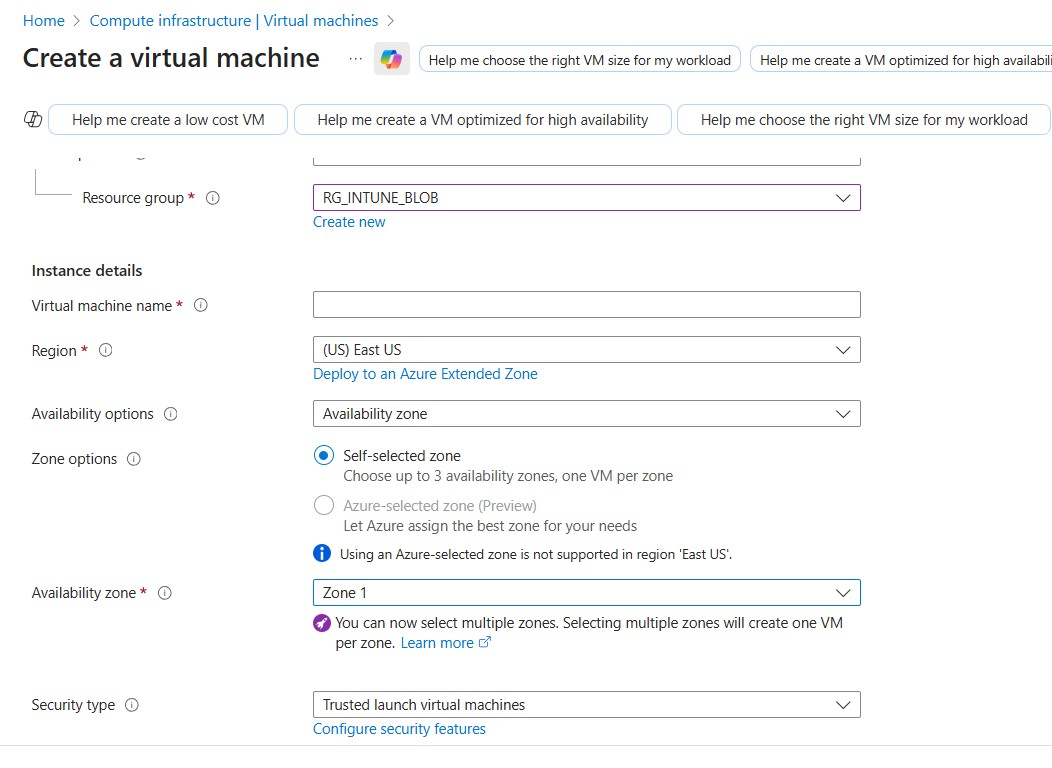 Home > Compute infrastructure | Virtual machines >
Create a virtual machine ... Help me choose the right VM size for my workload Help me create a VM optimized for high availabili
Help me create a low cost VM Help me create a VM optimized for high availability Help me choose the right VM size for my workload
Resource group * RG_INTUNE_BLOB
Create new
Instance details
Virtual machine name *
Region * (US) East US
Deploy to an Azure Extended Zone
Availability options Availability zone
Zone options Self-selected zone
Choose up to 3 availability zones, one VM per zone
Azure-selected zone (Preview)
Let Azure assign the best zone for your needs
Using an Azure-selected zone is not supported in region 'East US'.
Availability zone * Zone 1
You can now select multiple zones. Selecting multiple zones will create one VM
per zone. Learn more
Security type Trusted launch virtual machines
Configure security features